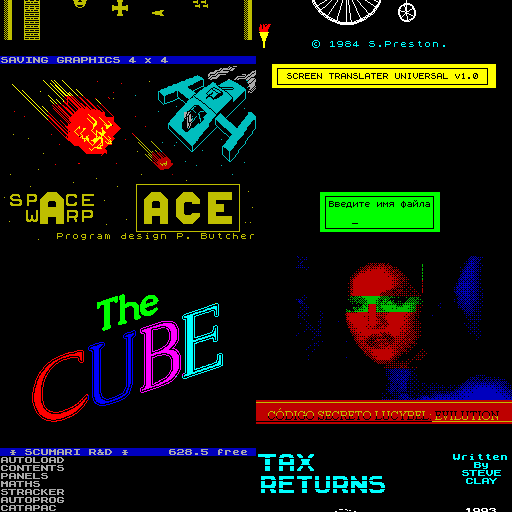 © 1984 S.Preston.
SAVING GRAPHICS 4 x 4
SCREEN TRANSLATER UNIVERSAL v1.0
SPACE
WARP
ACE
Program design P. Butcher
Введите имя файла
The
CUBE
CÓDIGO SECRETO LUCYFEL: EVILUTION
* SCUMARI R&D * 628.5 free
AUTOLOAD
CONTENTS
PANELS
MATHS
STRACKER
AUTOPROG
CATAPAC
TAX
RETURNS
Written
By
STEVE
CLAY
1993